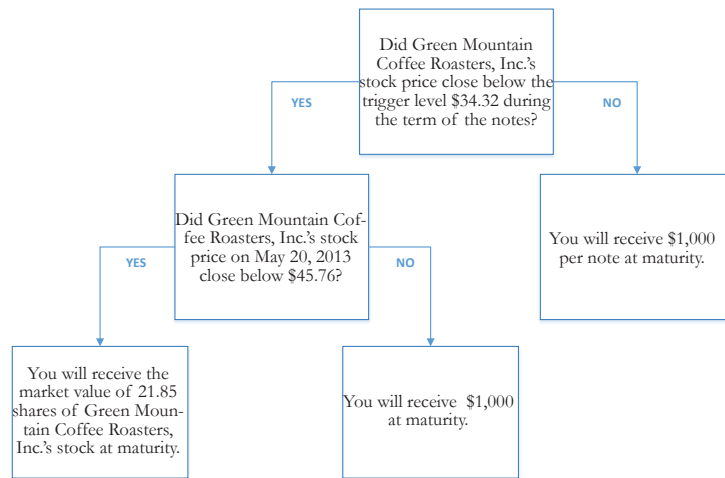 Did Green Mountain
Coffee Roasters, Inc.'s
stock price close below the
trigger level $34.32 during
the term of the notes?
YES
NO
Did Green Mountain Cof-
fee Roasters, Inc.'s stock
price on May 20, 2013
close below $45.76?
You will receive $1,000
per note at maturity.
YES
NO
You will receive the
market value of 21.85
shares of Green Moun-
tain Coffee Roasters,
Inc.'s stock at maturity.
You will receive $1,000
at maturity.